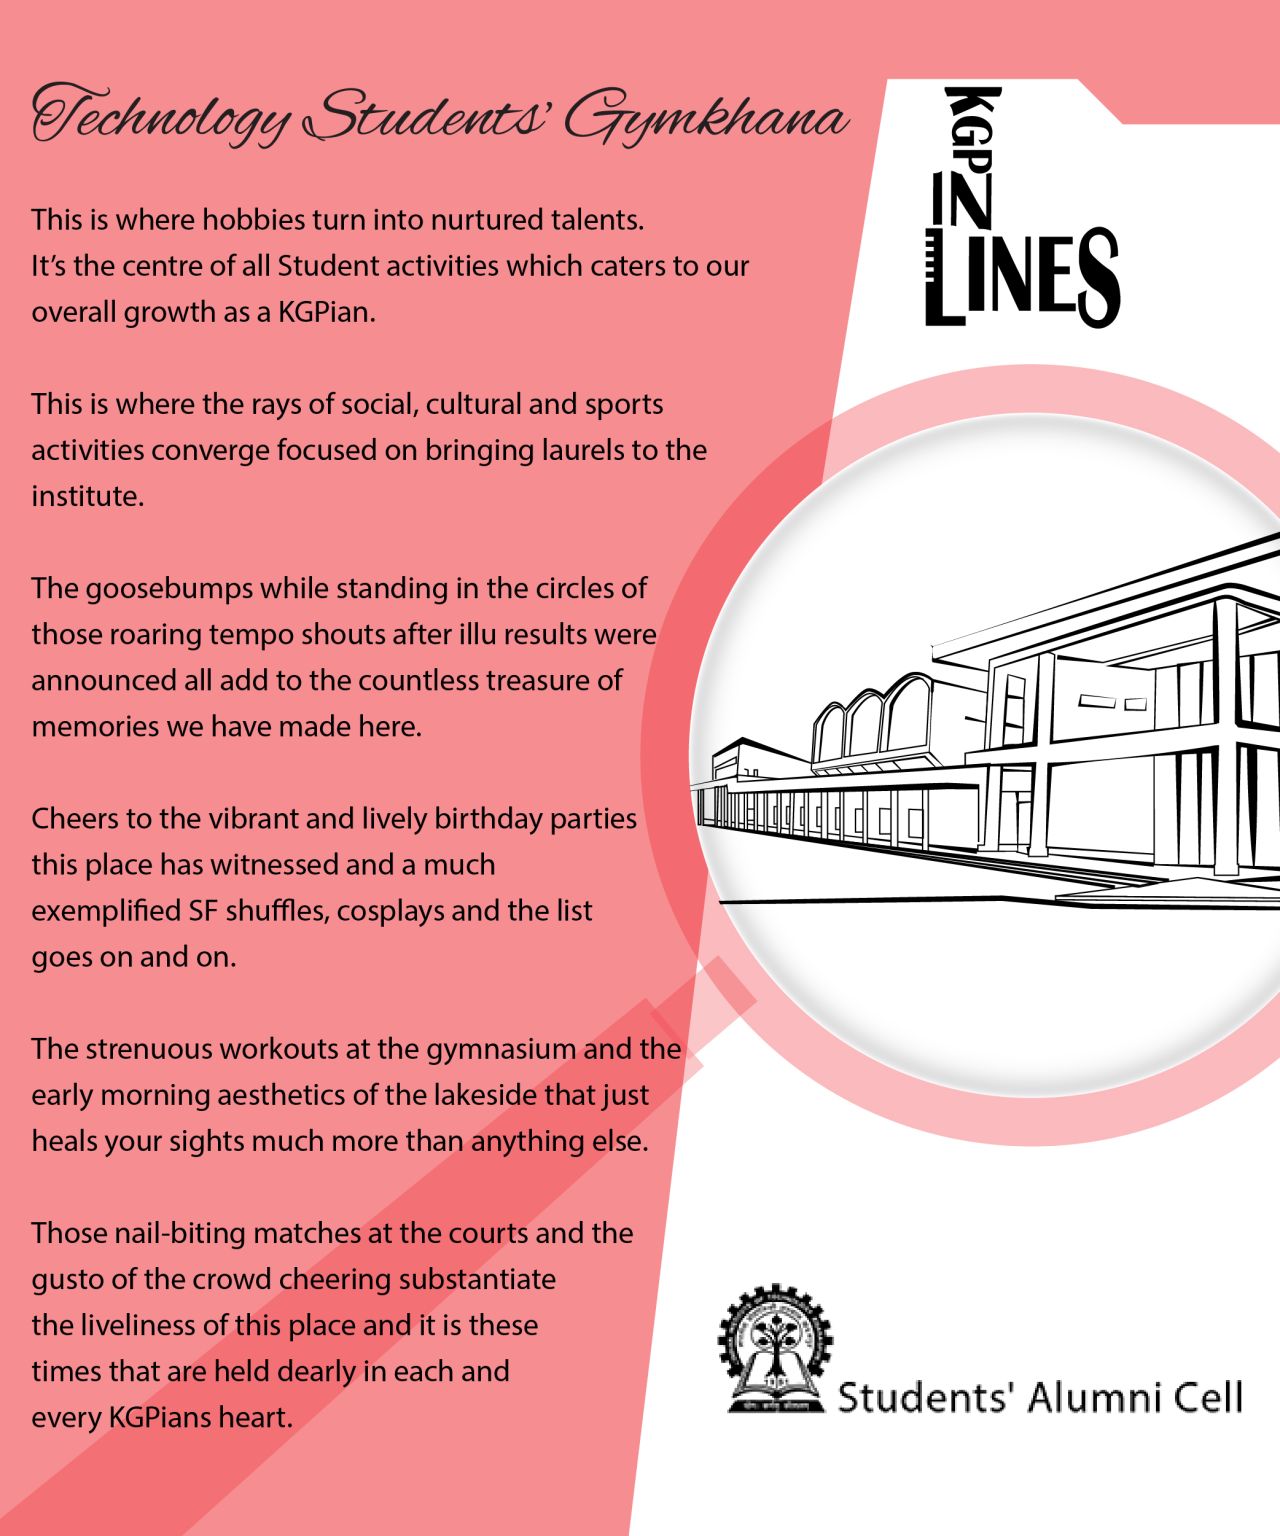 Technology Students' Gymkhana
KGP
IN
LINES
This is where hobbies turn into nurtured talents.
It’s the centre of all Student activities which caters to our
overall growth as a KGPian.
This is where the rays of social, cultural and sports
activities converge focused on bringing laurels to the
institute.
The goosebumps while standing in the circles of
those roaring tempo shouts after illu results were
announced all add to the countless treasure of
memories we have made here.
Cheers to the vibrant and lively birthday parties
this place has witnessed and a much
exemplified SF shuffles, cosplays and the list
goes on and on.
The strenuous workouts at the gymnasium and the
early morning aesthetics of the lakeside that just
heals your sights much more than anything else.
Those nail-biting matches at the courts and the
gusto of the crowd cheering substantiate
the liveliness of this place and it is these
times that are held dearly in each and
every KGPians heart.
Students' Alumni Cell